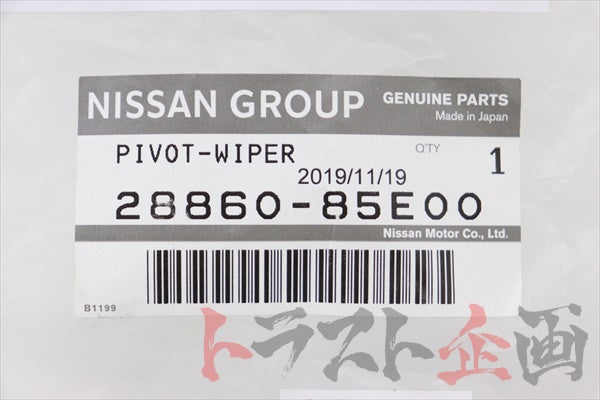 NISSAN GROUP
GENUINE PARTS
Made in Japan
PIVOT-WIPER
Q'TY
1
2019/11/19
28860-85E00
Nissan Motor Co., Ltd.
B1199
トラスト企画